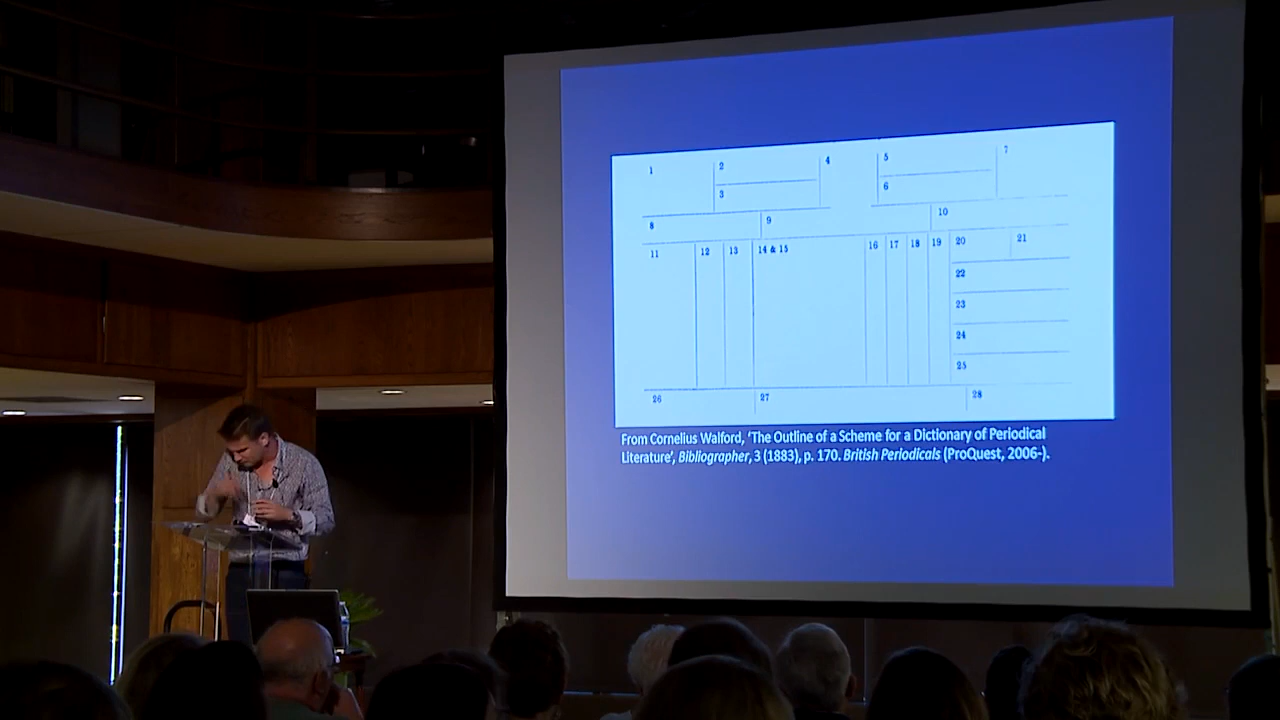 1 2 4 5 7
3 6
8 9 10
11 12 13 14 & 15 16 17 18 19 20 21
22
23
24
25
26 27 28
From Cornelius Walford, ‘The Outline of a Scheme for a Dictionary of Periodical
Literature’, Bibliographer, 3 (1883), p. 170. British Periodicals (ProQuest, 2006-).